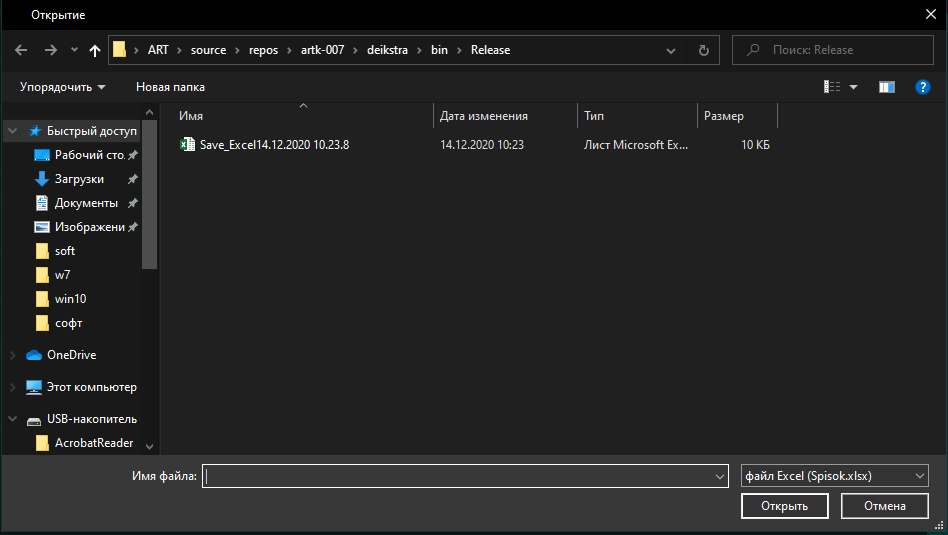 Открытие
ART
source
repos
artk-007
deikstra
bin
Release
Поиск: Release
Упорядочить
Новая папка
Имя
Дата изменения
Тип
Размер
Быстрый доступ
Save_Excel14.12.2020 10.23.8
14.12.2020 10:23
Лист Microsoft Ex...
10 КБ
Рабочий сто.
Загрузки
Документы
Изображени
soft
w7
win10
софт
OneDrive
Этот компьютер
USB-накопитель
AcrobatReader
Имя файла:
файл Excel (Spisok.xlsx)
Открыть
Отмена